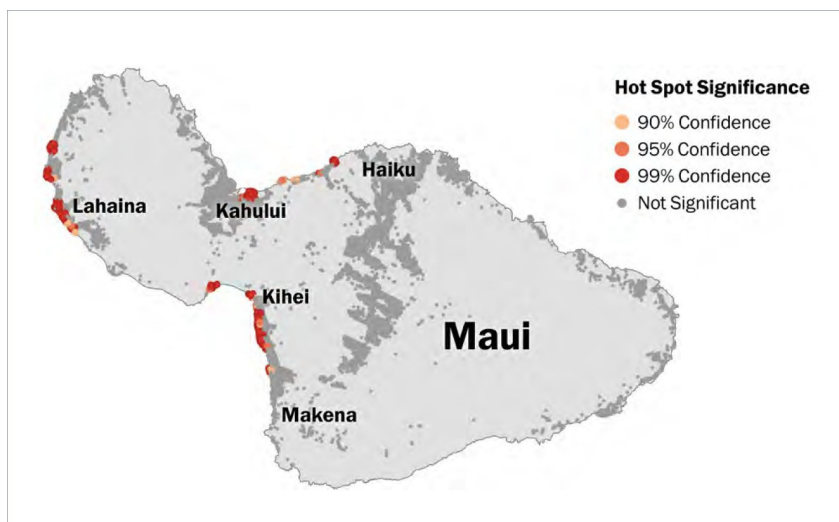 Hot Spot Significance
90% Confidence
95% Confidence
99% Confidence
Not Significant
Haiku
Lahaina
Kahului
Kihei
Maui
Makena